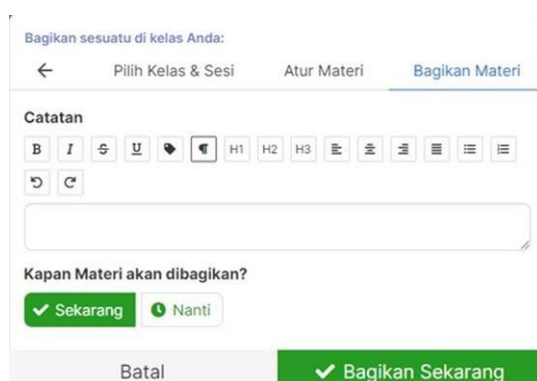 Bagikan sesuatu di kelas Anda:
Pilih Kelas & Sesi Atur Materi Bagikan Materi
Catatan
B I S U ¶ H1 H2 H3
Kapan Materi akan dibagikan?
Sekarang Nanti
Batal Bagikan Sekarang